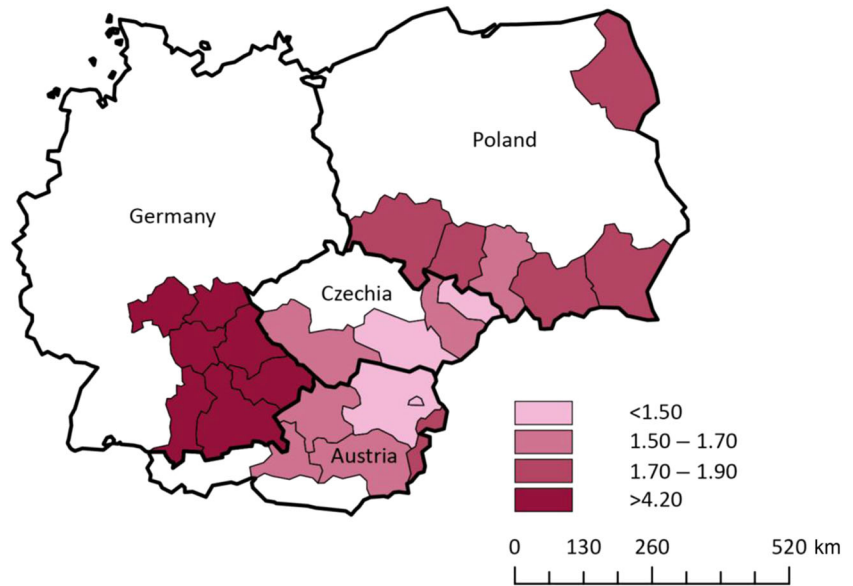 Poland
Germany
Czechia
<1.50
1.50 – 1.70
Austria
1.70 – 1.90
>4.20
0 130 260 520 km